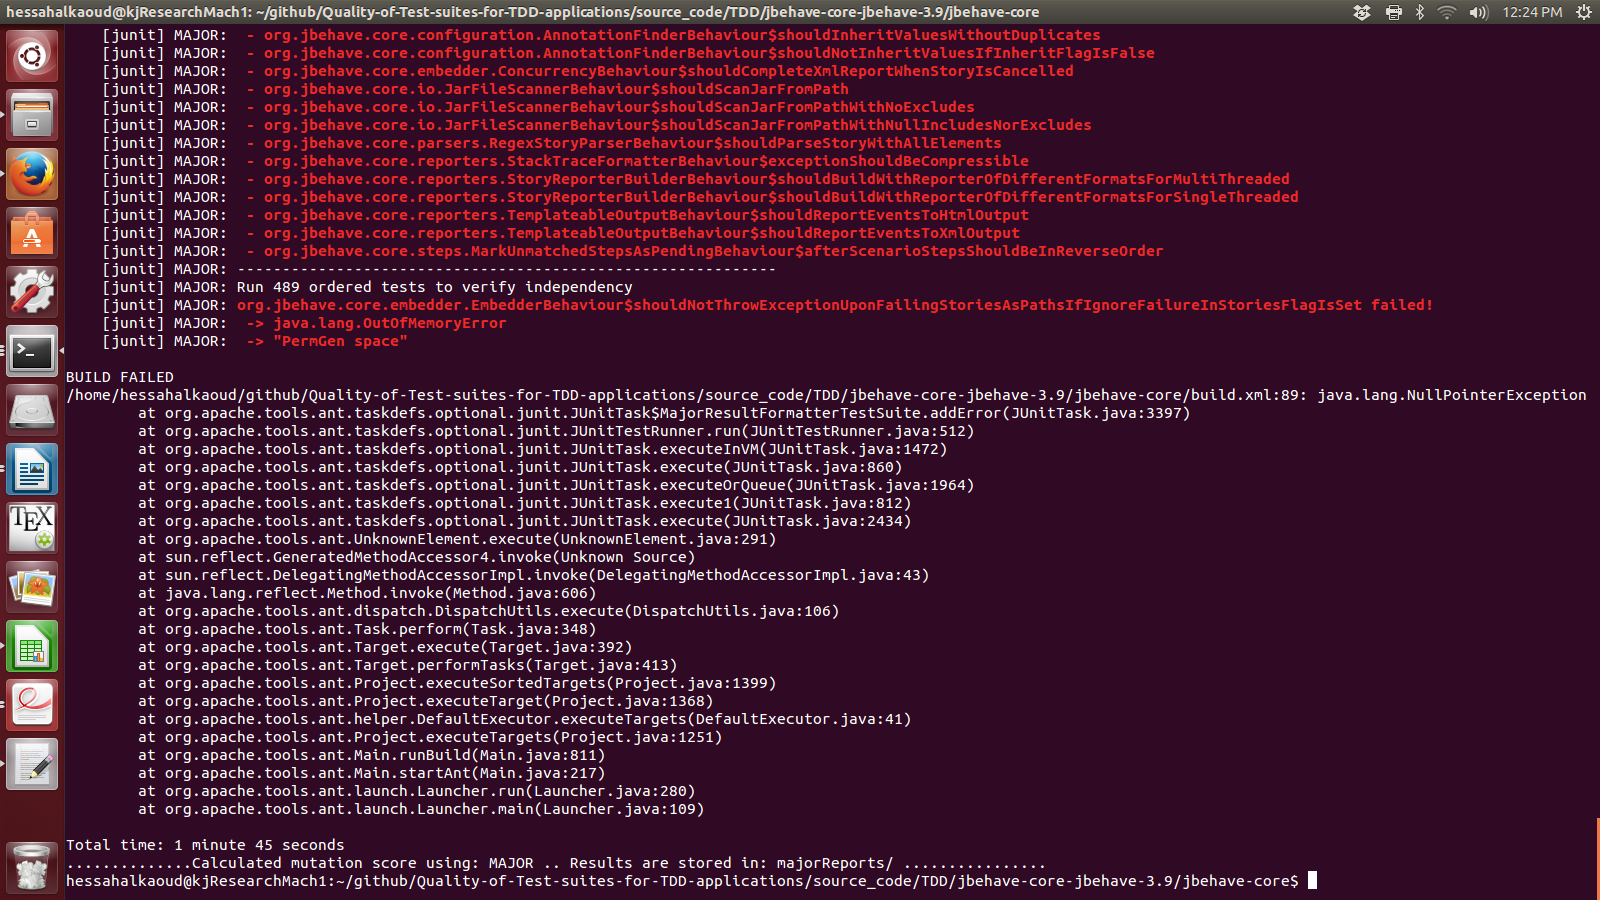 hessahalkaoud@kjResearchMach1: ~/github/Quality-of-Test-suites-for-TDD-applications/source_code/TDD/jbehave-core-jbehave-3.9/jbehave-core
12:24 PM
[junit] MAJOR:  - org.jbehave.core.configuration.AnnotationFinderBehaviour$shouldInheritValuesWithoutDuplicates
[junit] MAJOR:  - org.jbehave.core.configuration.AnnotationFinderBehaviour$shouldNotInheritValuesIfInheritFlagIsFalse
[junit] MAJOR:  - org.jbehave.core.embedder.ConcurrencyBehaviour$shouldCompleteXmlReportWhenStoryIsCancelled
[junit] MAJOR:  - org.jbehave.core.io.JarFileScannerBehaviour$shouldScanJarFromPath
[junit] MAJOR:  - org.jbehave.core.io.JarFileScannerBehaviour$shouldScanJarFromPathWithNoExcludes
[junit] MAJOR:  - org.jbehave.core.io.JarFileScannerBehaviour$shouldScanJarFromPathWithNullIncludesNorExcludes
[junit] MAJOR:  - org.jbehave.core.parsers.RegexStoryParserBehaviour$shouldParseStoryWithAllElements
[junit] MAJOR:  - org.jbehave.core.reporters.StackTraceFormatterBehaviour$exceptionShouldBeCompressible
[junit] MAJOR:  - org.jbehave.core.reporters.StoryReporterBuilderBehaviour$shouldBuildWithReporterOfDifferentFormatsForMultiThreaded
[junit] MAJOR:  - org.jbehave.core.reporters.StoryReporterBuilderBehaviour$shouldBuildWithReporterOfDifferentFormatsForSingleThreaded
[junit] MAJOR:  - org.jbehave.core.reporters.TemplateableOutputBehaviour$shouldReportEventsToHtmlOutput
[junit] MAJOR:  - org.jbehave.core.reporters.TemplateableOutputBehaviour$shouldReportEventsToXmlOutput
[junit] MAJOR:  - org.jbehave.core.steps.MarkUnmatchedStepsAsPendingBehaviour$afterScenarioStepsShouldBeInReverseOrder
[junit] MAJOR: ------------------------------------------------------------
[junit] MAJOR: Run 489 ordered tests to verify independency
[junit] MAJOR: org.jbehave.core.embedder.EmbedderBehaviour$shouldNotThrowExceptionUponFailingStoriesAsPathsIfIgnoreFailureInStoriesFlagIsSet failed!
[junit] MAJOR:  -> java.lang.OutOfMemoryError
[junit] MAJOR:  -> "PermGen space"
BUILD FAILED
/home/hessahalkaoud/github/Quality-of-Test-suites-for-TDD-applications/source_code/TDD/jbehave-core-jbehave-3.9/jbehave-core/build.xml:89: java.lang.NullPointerException
at org.apache.tools.ant.taskdefs.optional.junit.JUnitTask$MajorResultFormatterTestSuite.addError(JUnitTask.java:3397)
at org.apache.tools.ant.taskdefs.optional.junit.JUnitTestRunner.run(JUnitTestRunner.java:512)
at org.apache.tools.ant.taskdefs.optional.junit.JUnitTask.executeInVM(JUnitTask.java:1472)
at org.apache.tools.ant.taskdefs.optional.junit.JUnitTask.execute(JUnitTask.java:860)
at org.apache.tools.ant.taskdefs.optional.junit.JUnitTask.executeOrQueue(JUnitTask.java:1964)
at org.apache.tools.ant.taskdefs.optional.junit.JUnitTask.execute1(JUnitTask.java:812)
at org.apache.tools.ant.taskdefs.optional.junit.JUnitTask.execute(JUnitTask.java:2434)
at org.apache.tools.ant.UnknownElement.execute(UnknownElement.java:291)
at sun.reflect.GeneratedMethodAccessor4.invoke(Unknown Source)
at sun.reflect.DelegatingMethodAccessorImpl.invoke(DelegatingMethodAccessorImpl.java:43)
at java.lang.reflect.Method.invoke(Method.java:606)
at org.apache.tools.ant.dispatch.DispatchUtils.execute(DispatchUtils.java:106)
at org.apache.tools.ant.Task.perform(Task.java:348)
at org.apache.tools.ant.Target.execute(Target.java:392)
at org.apache.tools.ant.Target.performTasks(Target.java:413)
at org.apache.tools.ant.Project.executeSortedTargets(Project.java:1399)
at org.apache.tools.ant.Project.executeTarget(Project.java:1368)
at org.apache.tools.ant.helper.DefaultExecutor.executeTargets(DefaultExecutor.java:41)
at org.apache.tools.ant.Project.executeTargets(Project.java:1251)
at org.apache.tools.ant.Main.runBuild(Main.java:811)
at org.apache.tools.ant.Main.startAnt(Main.java:217)
at org.apache.tools.ant.launch.Launcher.run(Launcher.java:280)
at org.apache.tools.ant.launch.Launcher.main(Launcher.java:109)
Total time: 1 minute 45 seconds
..............Calculated mutation score using: MAJOR .. Results are stored in: majorReports/ ................
hessahalkaoud@kjResearchMach1:~/github/Quality-of-Test-suites-for-TDD-applications/source_code/TDD/jbehave-core-jbehave-3.9/jbehave-core$
TEX